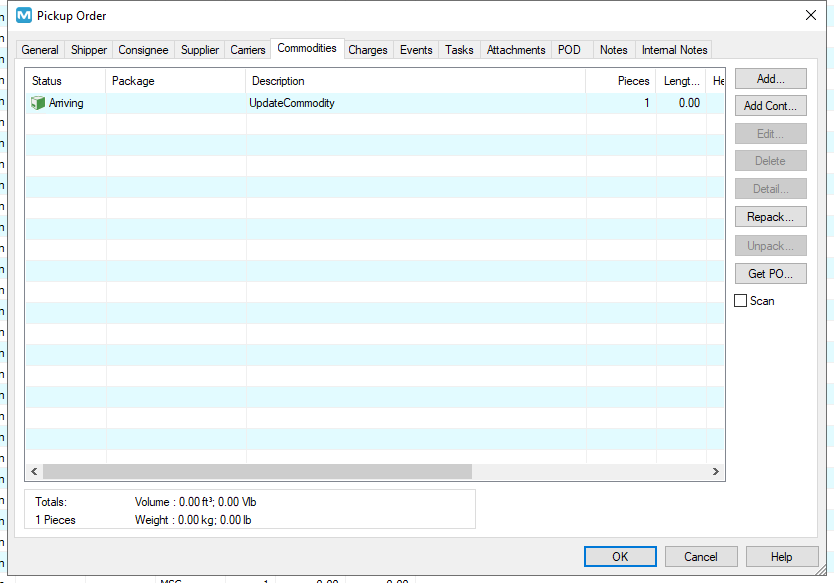 Pickup Order
General Shipper Consignee Supplier Carriers Commodities Charges Events Tasks Attachments POD Notes Internal Notes
Status Package Description Pieces Lengt... He
Arriving UpdateCommodity 1 0.00
Add...
Add Cont...
Edit...
Delete
Detail...
Repack...
Unpack...
Get PO...
Scan
Totals: Volume : 0.00 ft³; 0.00 Vlb
1 Pieces Weight : 0.00 kg; 0.00 lb
OK Cancel Help